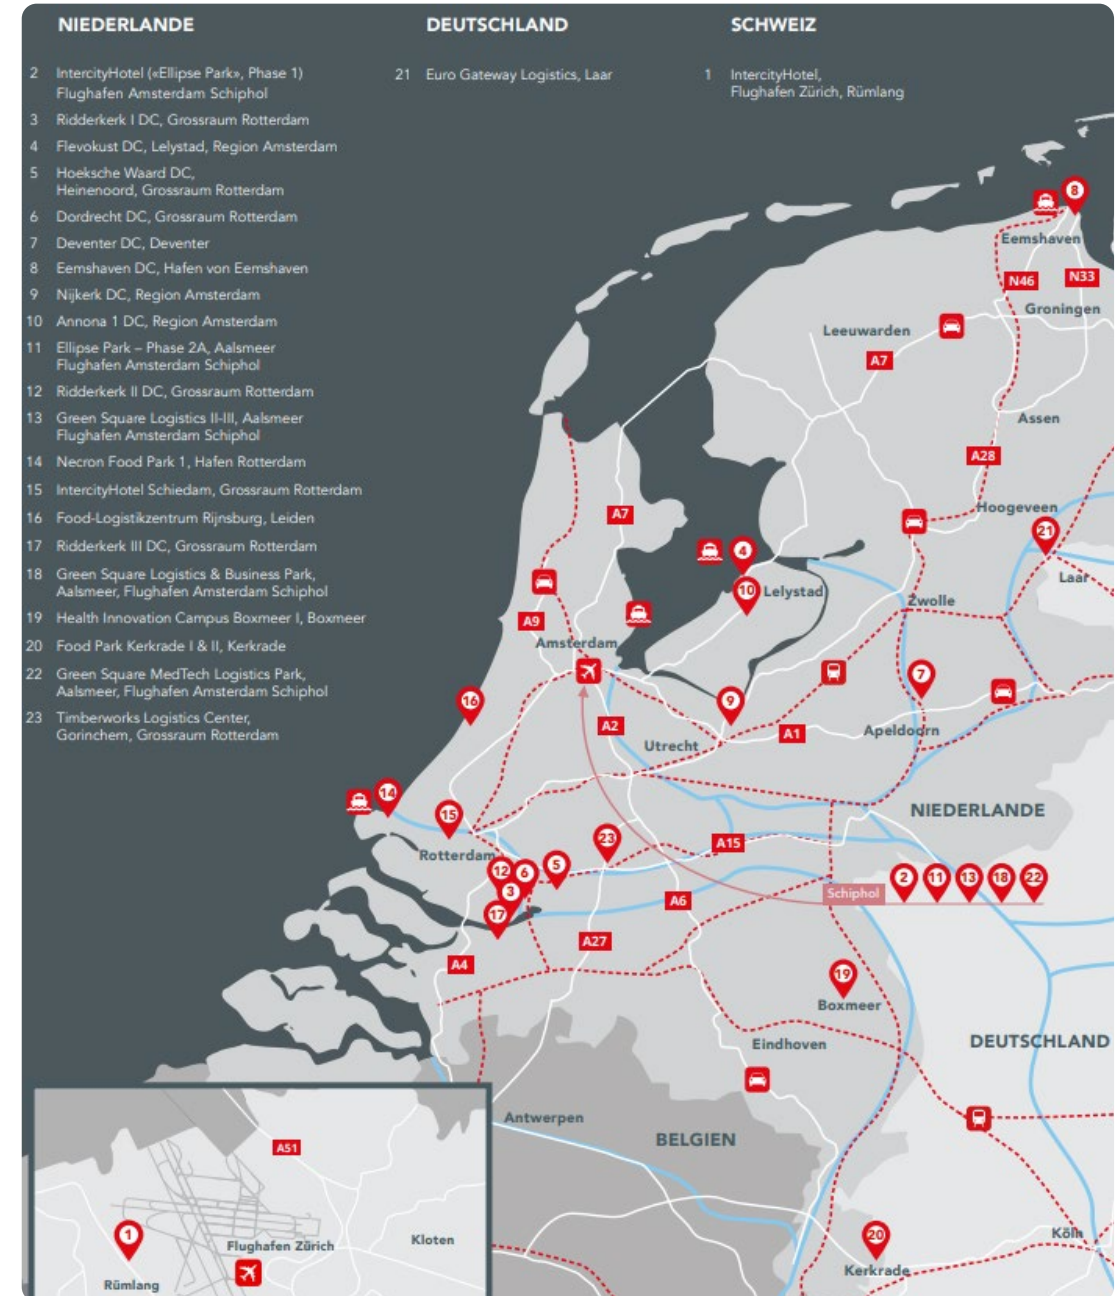 NIEDERLANDE
2 IntercityHotel («Ellipse Park», Phase 1)
Flughafen Amsterdam Schiphol
3 Ridderkerk I DC, Grossraum Rotterdam
4 Flevokust DC, Lelystad, Region Amsterdam
5 Hoeksche Waard DC,
Heinenoord, Grossraum Rotterdam
6 Dordrecht DC, Grossraum Rotterdam
7 Deventer DC, Deventer
8 Eemshaven DC, Hafen von Eemshaven
9 Nijkerk DC, Region Amsterdam
10 Annona 1 DC, Region Amsterdam
11 Ellipse Park – Phase 2A, Aalsmeer
Flughafen Amsterdam Schiphol
12 Ridderkerk II DC, Grossraum Rotterdam
13 Green Square Logistics II-III, Aalsmeer
Flughafen Amsterdam Schiphol
14 Necron Food Park 1, Hafen Rotterdam
15 IntercityHotel Schiedam, Grossraum Rotterdam
16 Food-Logistikzentrum Rijnsburg, Leiden
17 Ridderkerk III DC, Grossraum Rotterdam
18 Green Square Logistics & Business Park,
Aalsmeer, Flughafen Amsterdam Schiphol
19 Health Innovation Campus Boxmeer I, Boxmeer
20 Food Park Kerkrade I & II, Kerkrade
22 Green Square MedTech Logistics Park,
Aalsmeer, Flughafen Amsterdam Schiphol
23 Timberworks Logistics Center,
Gorinchem, Grossraum Rotterdam
DEUTSCHLAND
21 Euro Gateway Logistics, Laar
SCHWEIZ
1 IntercityHotel,
Flughafen Zürich, Rümlang
8
Eemshaven
N46
N33
Groningen
Leeuwarden
A7
Assen
A28
A7
Hoogeveen
21
4
Laar
10
Lelystad
Zwolle
A9
Amsterdam
7
16
9
A2
A1
Apeldoorn
Utrecht
14
NIEDERLANDE
15
23
A15
Rotterdam
12
6
5
3
Schiphol
2
11
13
18
22
A6
17
A27
A4
19
Boxmeer
Eindhoven
DEUTSCHLAND
Antwerpen
BELGIEN
A51
1
Flughafen Zürich
Kloten
Rümlang
20
Köln
Kerkrade